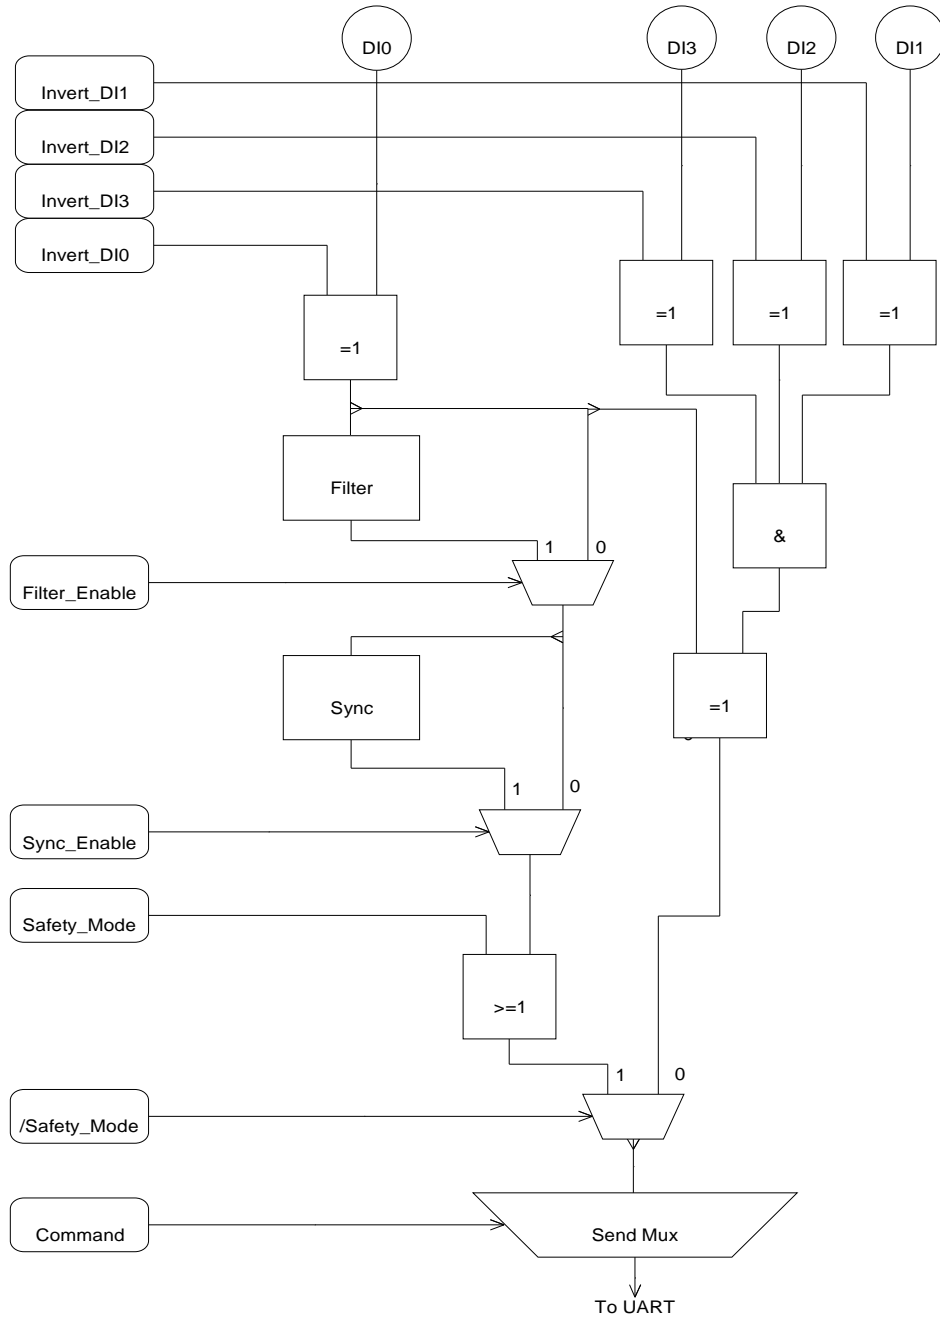 DI0
DI3
DI2
DI1
Invert_DI1
Invert_DI2
Invert_DI3
Invert_DI0
=1
=1
=1
=1
Filter
&
1
0
Filter_Enable
Sync
=1
1
0
Sync_Enable
Safety_Mode
>=1
1
0
/Safety_Mode
Command
Send Mux
To UART